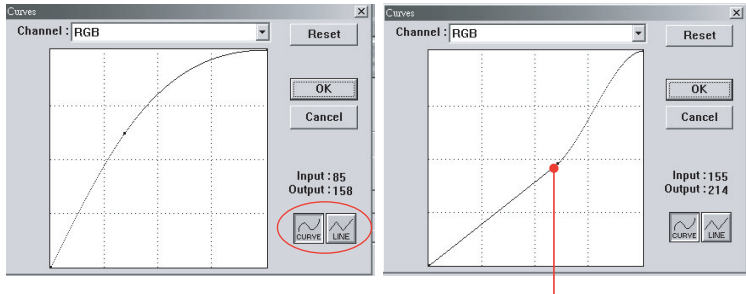 Curves
Channel : RGB
Reset
OK
Cancel
Input : 85
Output : 158
CURVE
LINE
Curves
Channel : RGB
Reset
OK
Cancel
Input : 155
Output : 214
CURVE
LINE